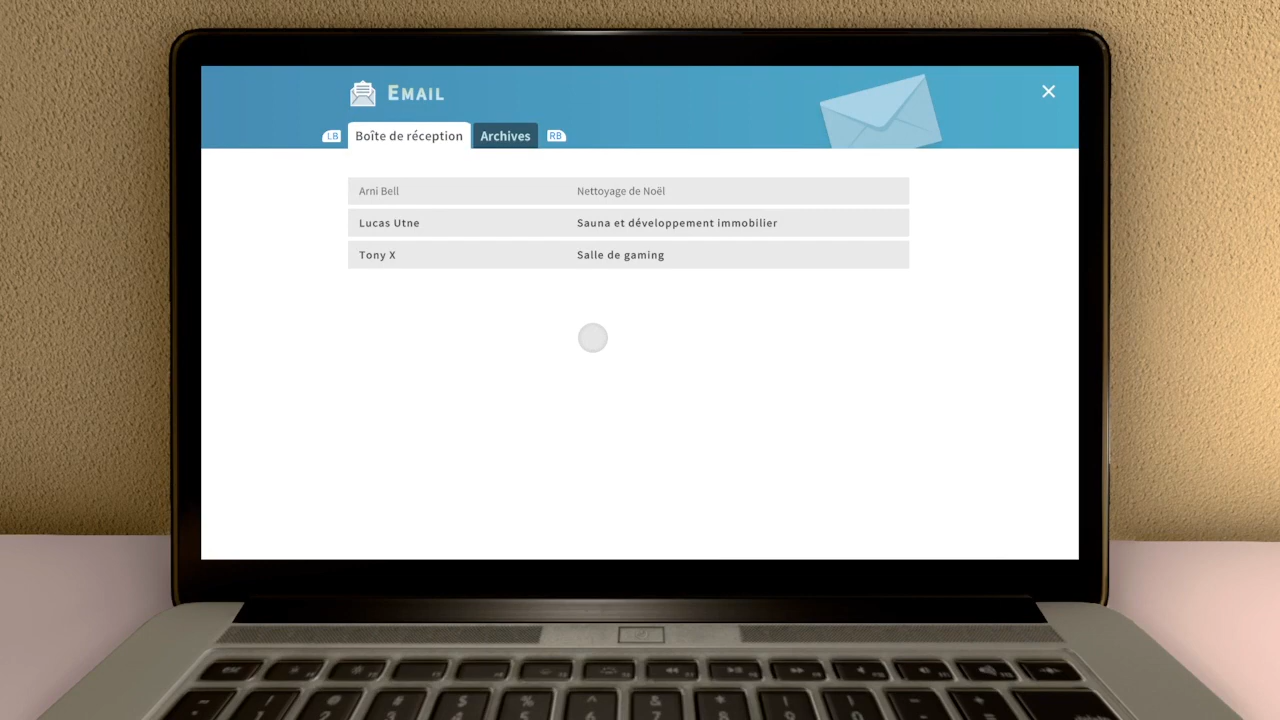 EMAIL
LB Boîte de réception Archives RB
Arni Bell Nettoyage de Noël
Lucas Utne Sauna et développement immobilier
Tony X Salle de gaming